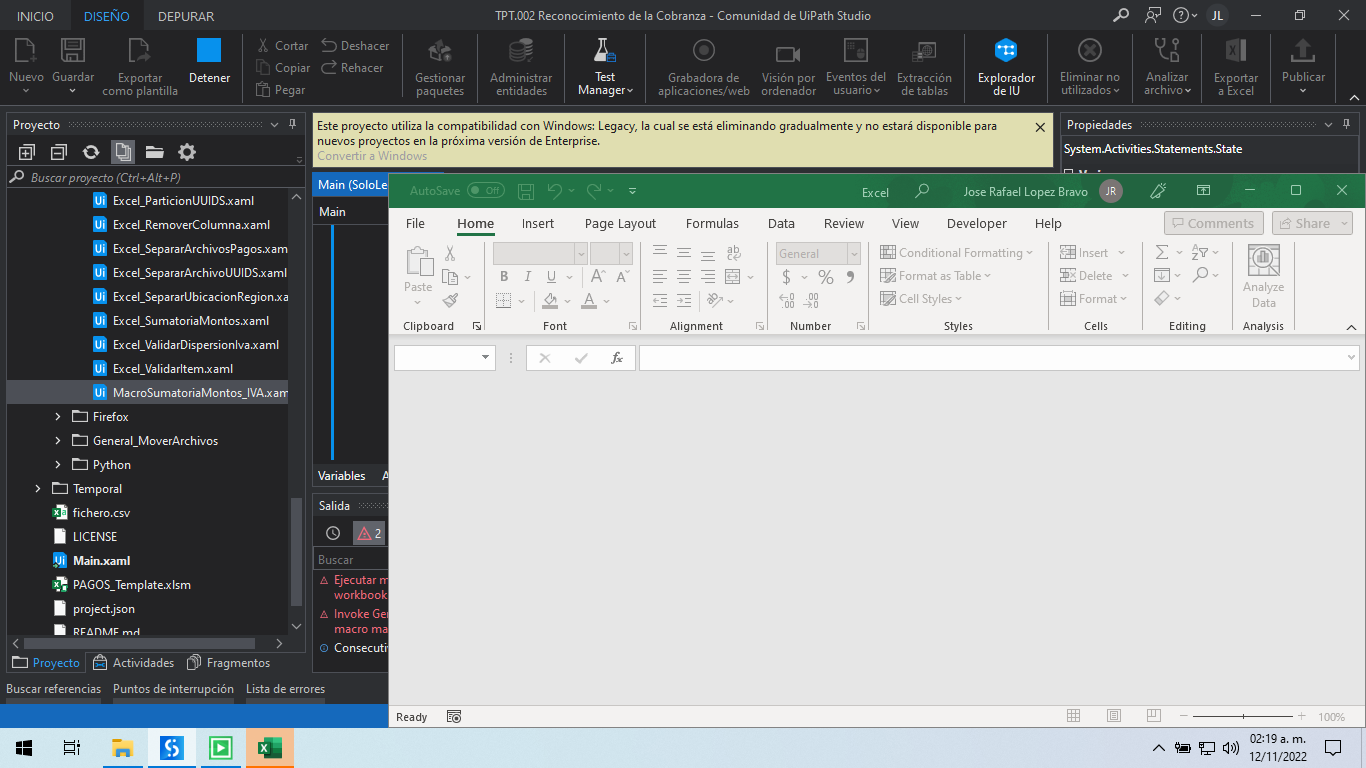 INICIO DISEÑO DEPURAR TPT.002 Reconocimiento de la Cobranza - Comunidad de UiPath Studio JL
Nuevo Guardar Exportar como plantilla Detener
Cortar Deshacer
Copiar Rehacer
Pegar
Gestionar paquetes
Administrar entidades
Test Manager
Grabadora de aplicaciones/web
Visión por ordenador
Eventos del usuario
Extracción de tablas
Explorador de IU
Eliminar no utilizados
Analizar archivo
Exportar a Excel
Publicar
Proyecto
Buscar proyecto (Ctrl+Alt+P)
Excel_ParticionUUIDS.xaml
Excel_RemoverColumna.xaml
Excel_SepararArchivosPagos.xam
Excel_SepararArchivoUUIDS.xaml
Excel_SepararUbicacionRegion.xa
Excel_SumatoriaMontos.xaml
Excel_ValidarDispersionIva.xaml
Excel_ValidarItem.xaml
MacroSumatoriaMontos_IVA.xam
Firefox
General_MoverArchivos
Python
Temporal
fichero.csv
LICENSE
Main.xaml
PAGOS_Template.xlsm
project.json
README.md
Proyecto Actividades Fragmentos
Buscar referencias Puntos de interrupción Lista de errores
Este proyecto utiliza la compatibilidad con Windows: Legacy, la cual se está eliminando gradualmente y no estará disponible para
nuevos proyectos en la próxima versión de Enterprise.
Convertir a Windows
Propiedades
System.Activities.Statements.State
Main (SoloLe
Main
Variables A
Salida
2
Buscar
Ejecutar m
workbook
Invoke Ge
macro ma
Consecuti
AutoSave Off Excel Jose Rafael Lopez Bravo JR
File Home Insert Page Layout Formulas Data Review View Developer Help Comments Share
Paste
Clipboard
B I U A A
A
Font
ab
Alignment
General
$ % 9
.00 .00
Number
Conditional Formatting
Format as Table
Cell Styles
Styles
Insert
Delete
Format
Cells
Editing
Analyze Data
Analysis
fx
Ready 100%
02:19 a. m.
12/11/2022